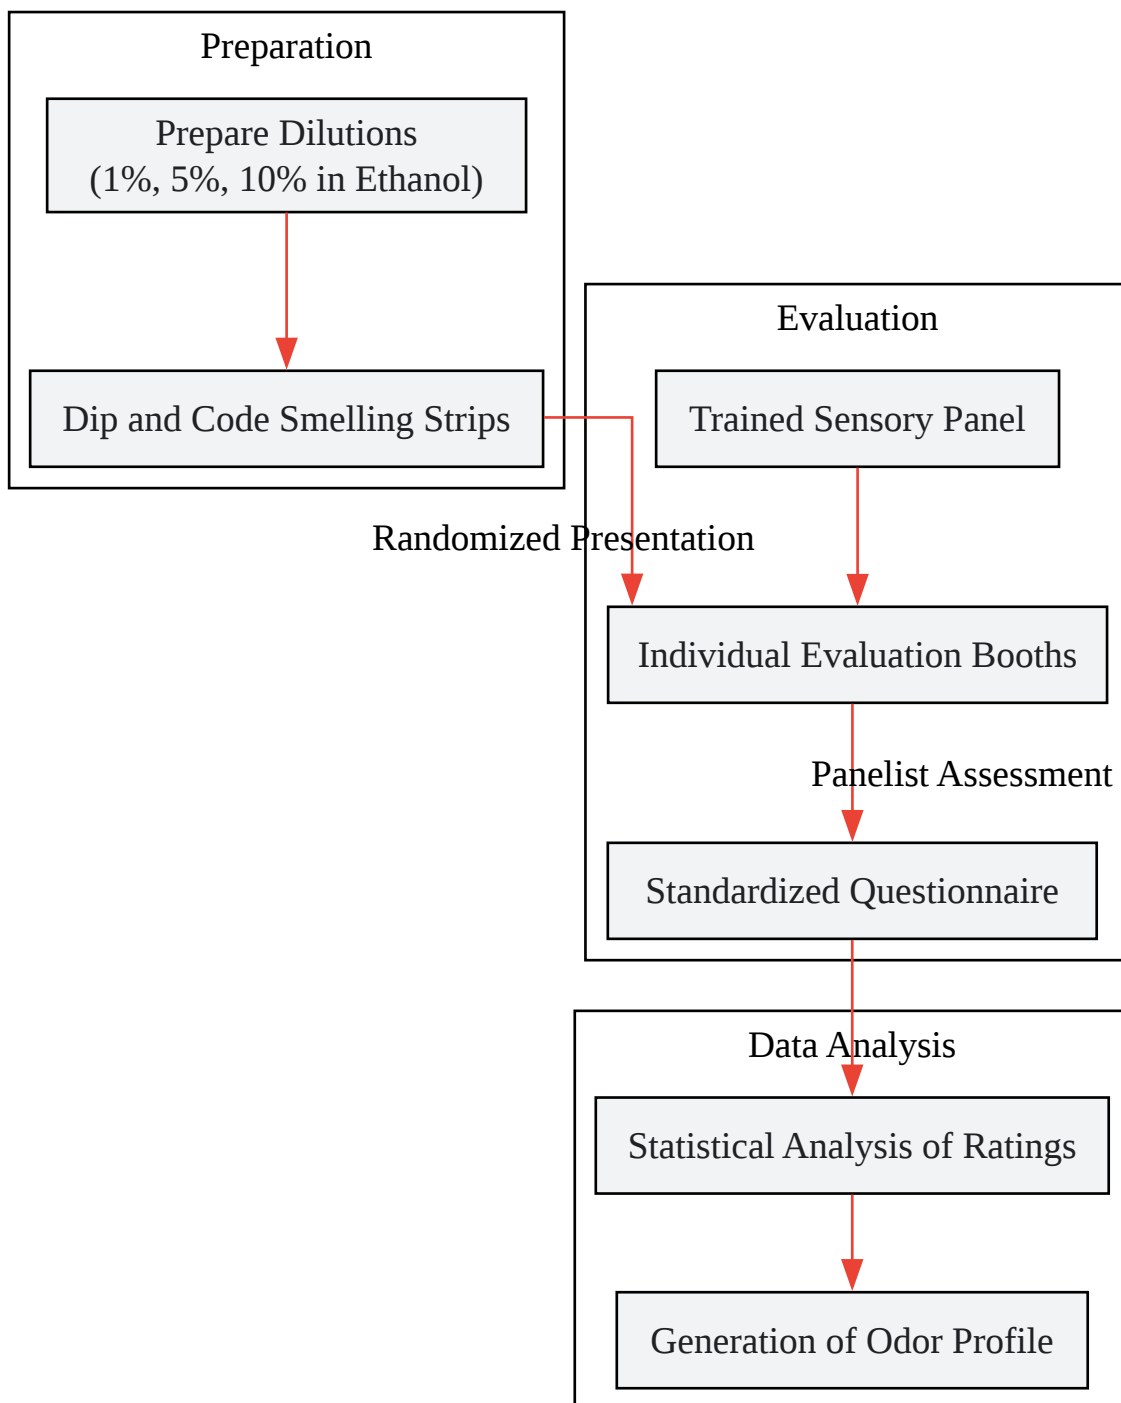 Preparation
Prepare Dilutions
(1%, 5%, 10% in Ethanol)
Dip and Code Smelling Strips
Evaluation
Trained Sensory Panel
Randomized Presentation
Individual Evaluation Booths
Panelist Assessment
Standardized Questionnaire
Data Analysis
Statistical Analysis of Ratings
Generation of Odor Profile